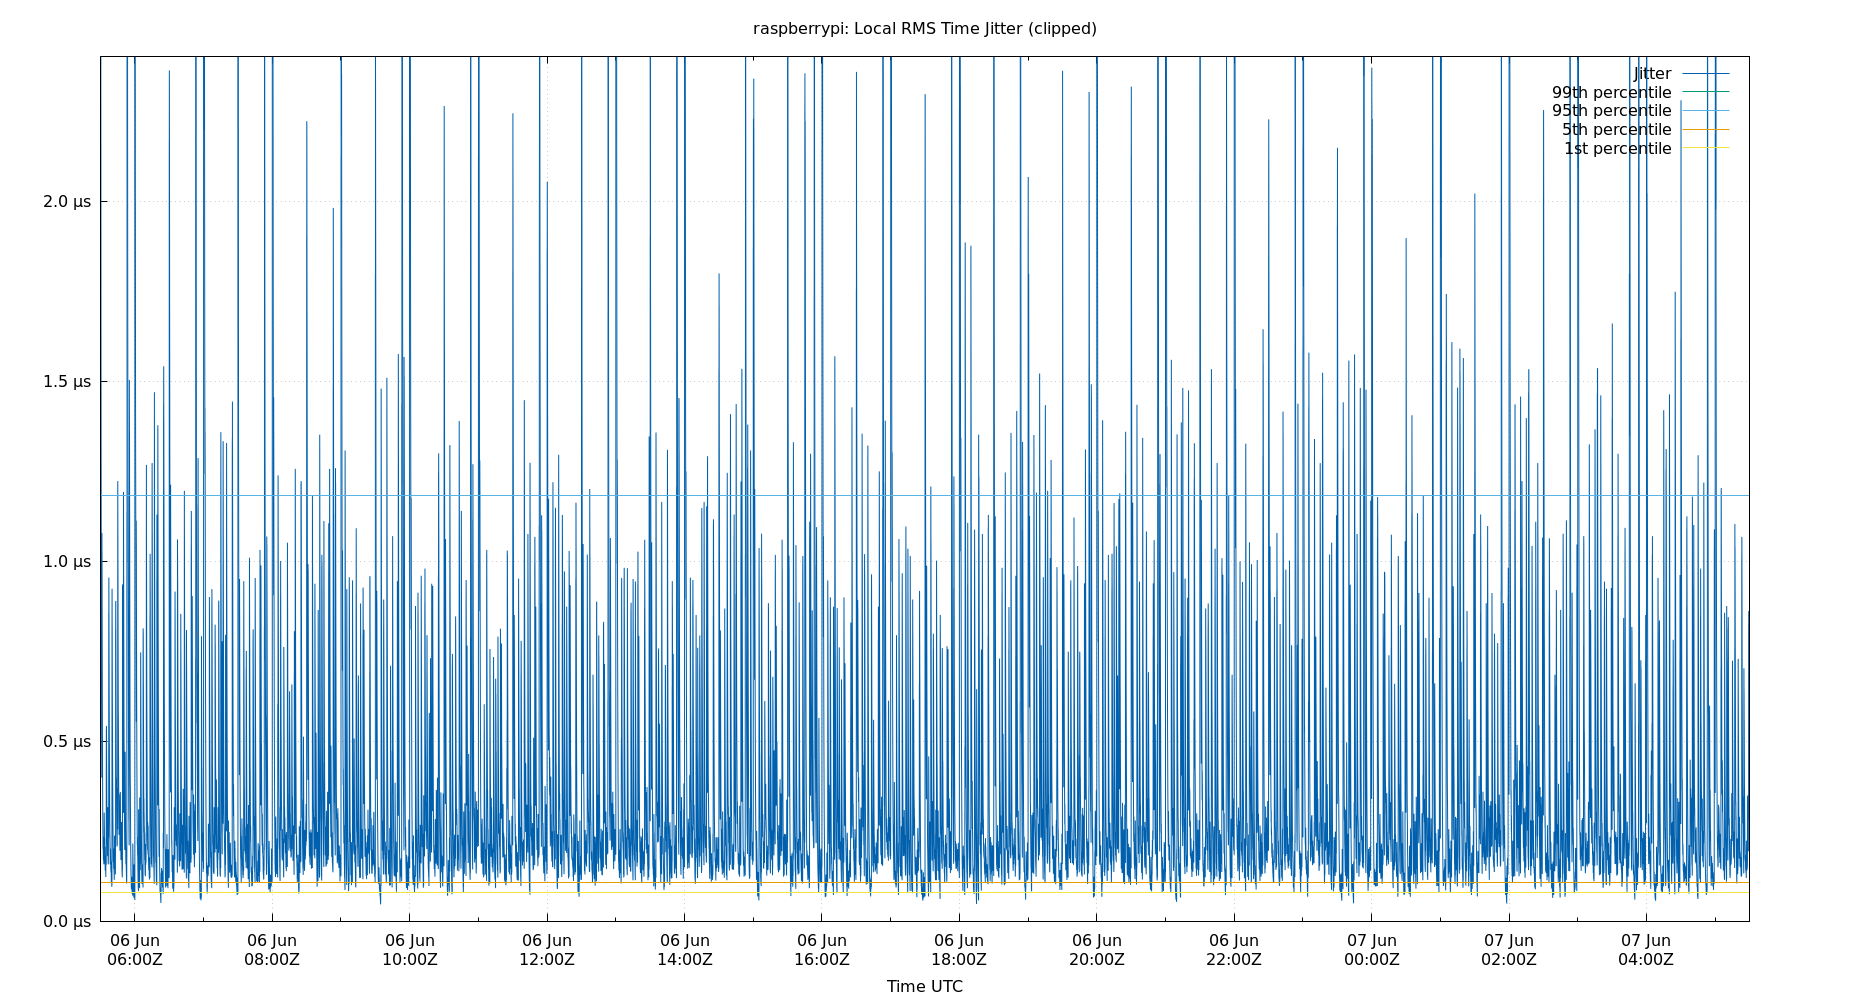 raspberrypi: Local RMS Time Jitter (clipped)
Jitter
99th percentile
95th percentile
5th percentile
1st percentile
2.0 µs
1.5 µs
1.0 µs
0.5 µs
0.0 µs
06 Jun 06 Jun 06 Jun 06 Jun 06 Jun 06 Jun 06 Jun 06 Jun 06 Jun 07 Jun 07 Jun 07 Jun
06:00Z 08:00Z 10:00Z 12:00Z 14:00Z 16:00Z 18:00Z 20:00Z 22:00Z 00:00Z 02:00Z 04:00Z
Time UTC